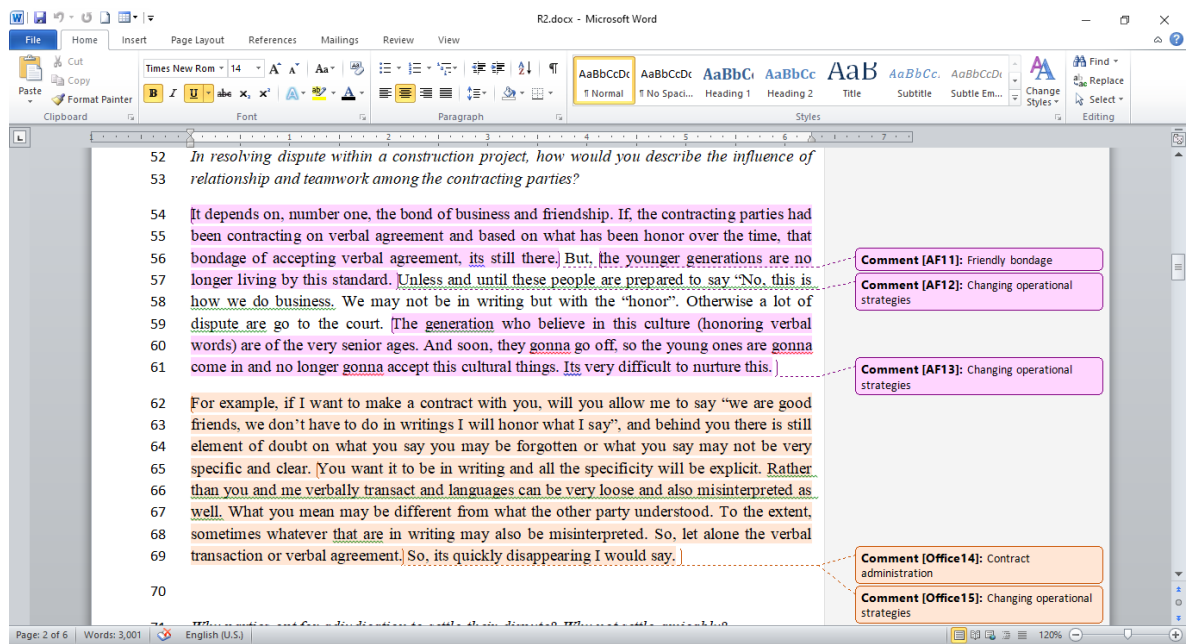 R2.docx - Microsoft Word
File Home Insert Page Layout References Mailings Review View
Paste
Cut
Copy
Format Painter
Clipboard
Times New Rom 14
Font
Paragraph
AaBbCcDc AaBbCcDc AaBbC AaBbCc AaB AaBbCc. AaBbCcDc
¶ Normal ¶ No Spaci... Heading 1 Heading 2 Title Subtitle Subtle Em...
Styles
Change
Styles
Find
Replace
Select
Editing
52 In resolving dispute within a construction project, how would you describe the influence of
53 relationship and teamwork among the contracting parties?
54 It depends on, number one, the bond of business and friendship. If, the contracting parties had
55 been contracting on verbal agreement and based on what has been honor over the time, that
56 bondage of accepting verbal agreement, its still there. But, the younger generations are no
57 longer living by this standard. Unless and until these people are prepared to say “No, this is
58 how we do business. We may not be in writing but with the “honor”. Otherwise a lot of
59 dispute are go to the court. The generation who believe in this culture (honoring verbal
60 words) are of the very senior ages. And soon, they gonna go off, so the young ones are gonna
61 come in and no longer gonna accept this cultural things. Its very difficult to nurture this.
Comment [AF11]: Friendly bondage
Comment [AF12]: Changing operational
strategies
Comment [AF13]: Changing operational
strategies
62 For example, if I want to make a contract with you, will you allow me to say “we are good
63 friends, we don’t have to do in writings I will honor what I say”, and behind you there is still
64 element of doubt on what you say you may be forgotten or what you say may not be very
65 specific and clear. You want it to be in writing and all the specificity will be explicit. Rather
66 than you and me verbally transact and languages can be very loose and also misinterpreted as
67 well. What you mean may be different from what the other party understood. To the extent,
68 sometimes whatever that are in writing may also be misinterpreted. So, let alone the verbal
69 transaction or verbal agreement. So, its quickly disappearing I would say.
70
Comment [Office14]: Contract
administration
Comment [Office15]: Changing operational
strategies
71 Why parties opt for adjudication to settle their dispute? Why not settle amicably?
Page: 2 of 6 Words: 3,001 English (U.S.) 120%